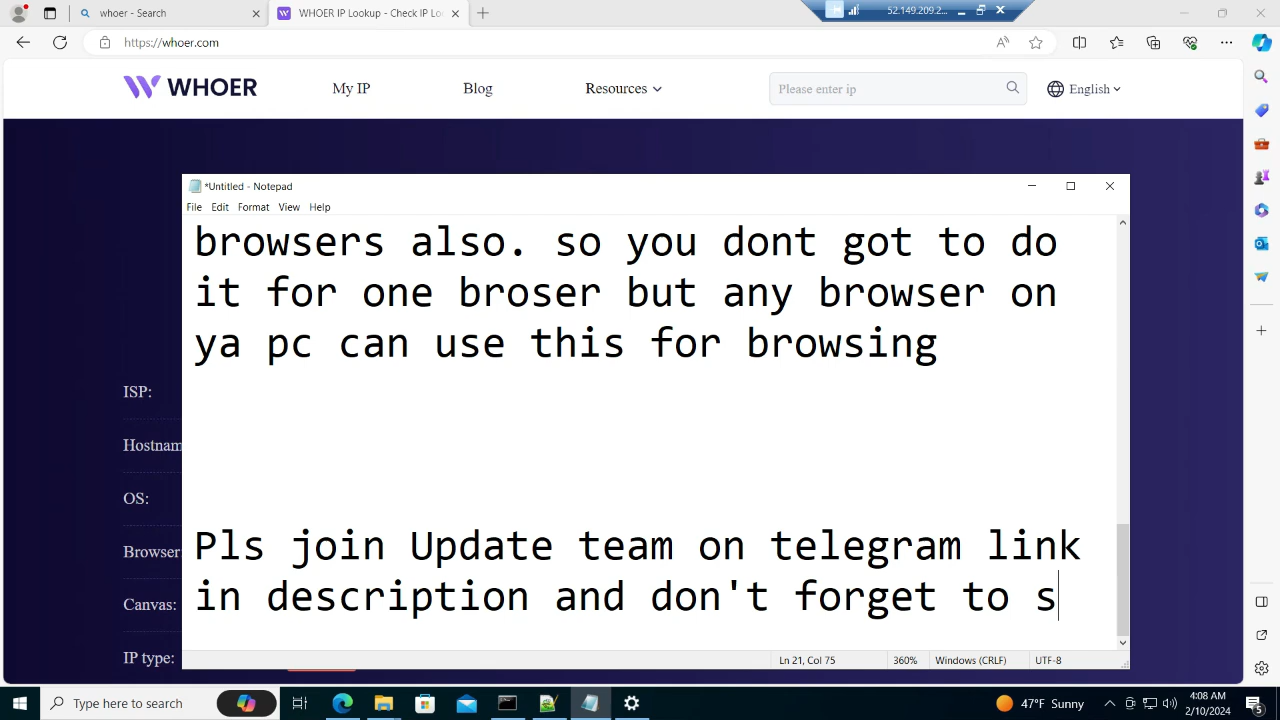 whoer - Search
WHOER IP Lookup - Check IP Lo
52.149.209.2...
https://whoer.com
WHOER
My IP
Blog
Resources
Please enter ip
English
*Untitled - Notepad
File Edit Format View Help
browsers also. so you dont got to do
it for one broser but any browser on
ya pc can use this for browsing
ISP:
Hostnam
OS:
Browser
Canvas:
IP type:
Pls join Update team on telegram link
in description and don't forget to s
Ln 21, Col 75
360%
Windows (CRLF)
UTF-8
Type here to search
47°F Sunny
4:08 AM
2/10/2024
5